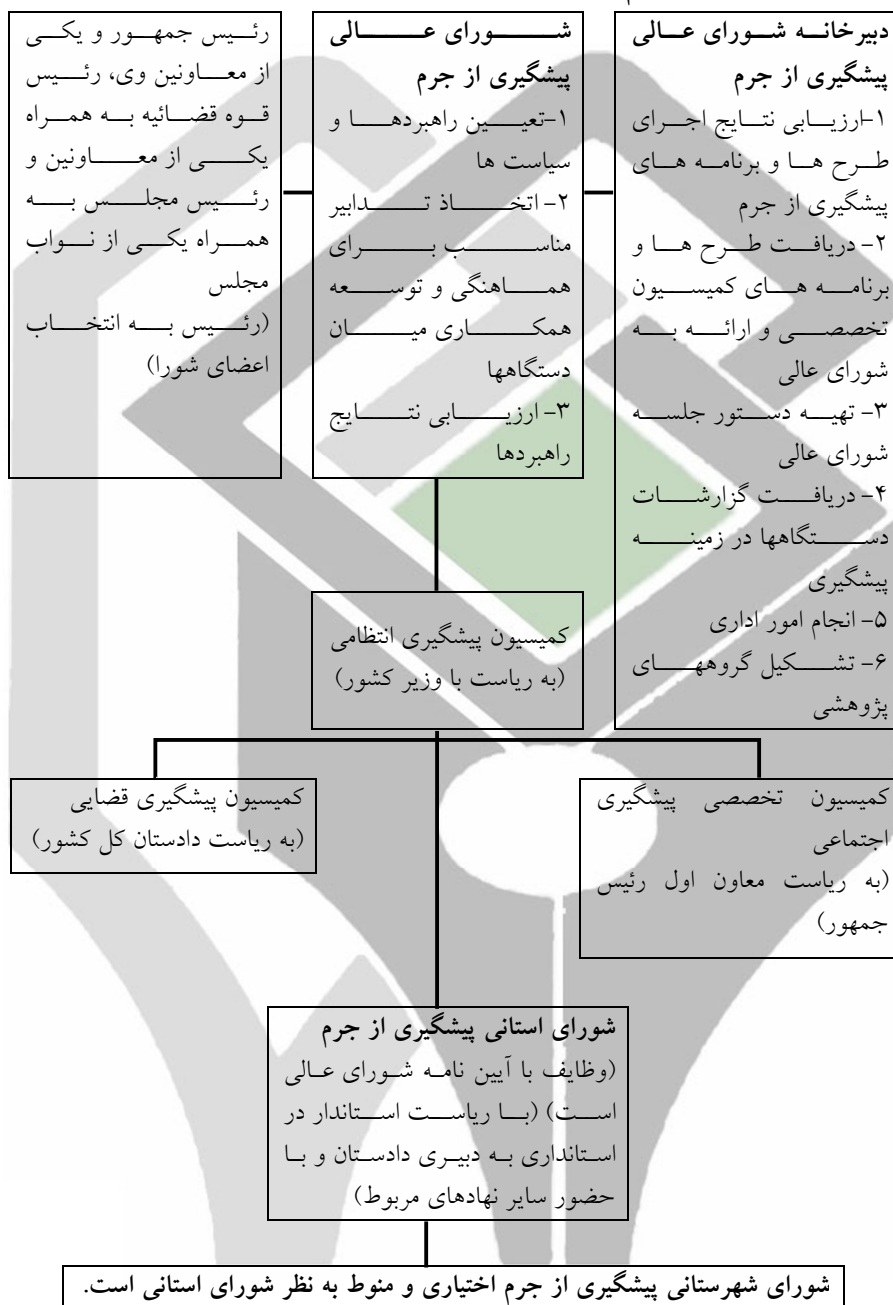 دبیرخانه شورای عالی
پیشگیری از جرم
۱-ارزیابی نتایج اجرای
طرح ها و برنامه های
پیشگیری از جرم
۲- دریافت طرح ها و
برنامه های کمیسیون
تخصصی و ارائه به
شورای عالی
۳- تهیه دستور جلسه
شورای عالی
۴- دریافت گزارشات
دستگاهها در زمینه
پیشگیری
۵- انجام امور اداری
۶- تشکیل گروههای
پژوهشی
شورای عالی
پیشگیری از جرم
۱-تعیین راهبردها و
سیاست ها
۲- اتخاذ تدابیر
مناسب برای
هماهنگی و توسعه
همکاری میان
دستگاهها
۳- ارزیابی نتایج
راهبردها
رئیس جمهور و یکی
از معاونین وی، رئیس
قوه قضائیه به همراه
یکی از معاونین و
رئیس مجلس به
همراه یکی از نواب
مجلس
(رئیس به انتخاب
اعضای شورا)
کمیسیون پیشگیری انتظامی
(به ریاست با وزیر کشور)
کمیسیون تخصصی پیشگیری
اجتماعی
(به ریاست معاون اول رئیس
جمهور)
کمیسیون پیشگیری قضایی
(به ریاست دادستان کل کشور)
شورای استانی پیشگیری از جرم
(وظایف با آیین نامه شورای عالی
است) (با ریاست استاندار در
استانداری به دبیری دادستان و با
حضور سایر نهادهای مربوط)
شورای شهرستانی پیشگیری از جرم اختیاری و منوط به نظر شورای استانی است.